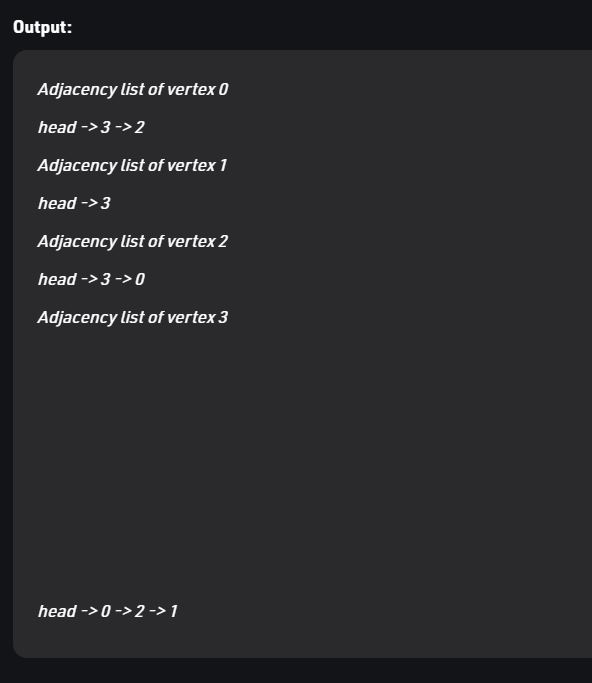 Output:
Adjacency list of vertex 0
head -> 3 -> 2
Adjacency list of vertex 1
head -> 3
Adjacency list of vertex 2
head -> 3 -> 0
Adjacency list of vertex 3
head -> 0 -> 2 -> 1